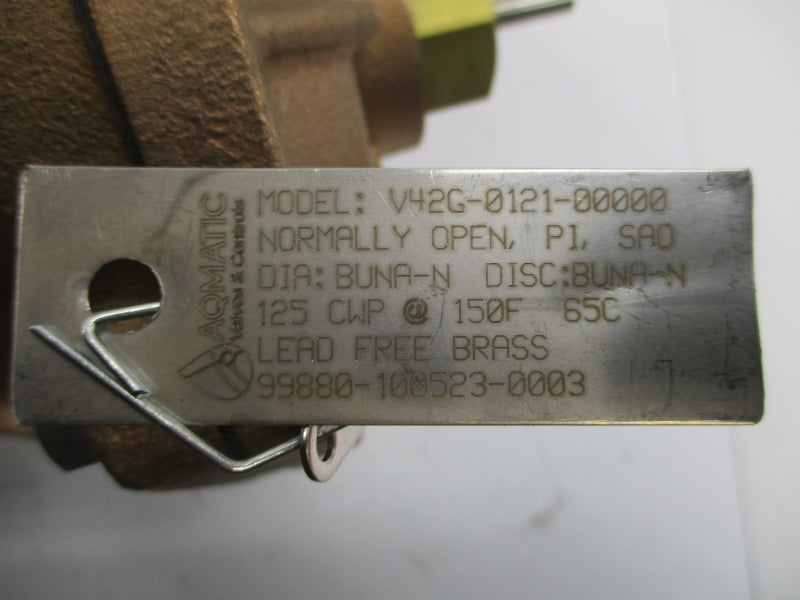 AQMATIC
Valves & Controls
MODEL: V42G-0121-00000
NORMALLY OPEN, PI, SAO
DIA: BUNA-N DISC:BUNA-N
125 CWP @ 150F 65C
LEAD FREE BRASS
99880-100523-0003